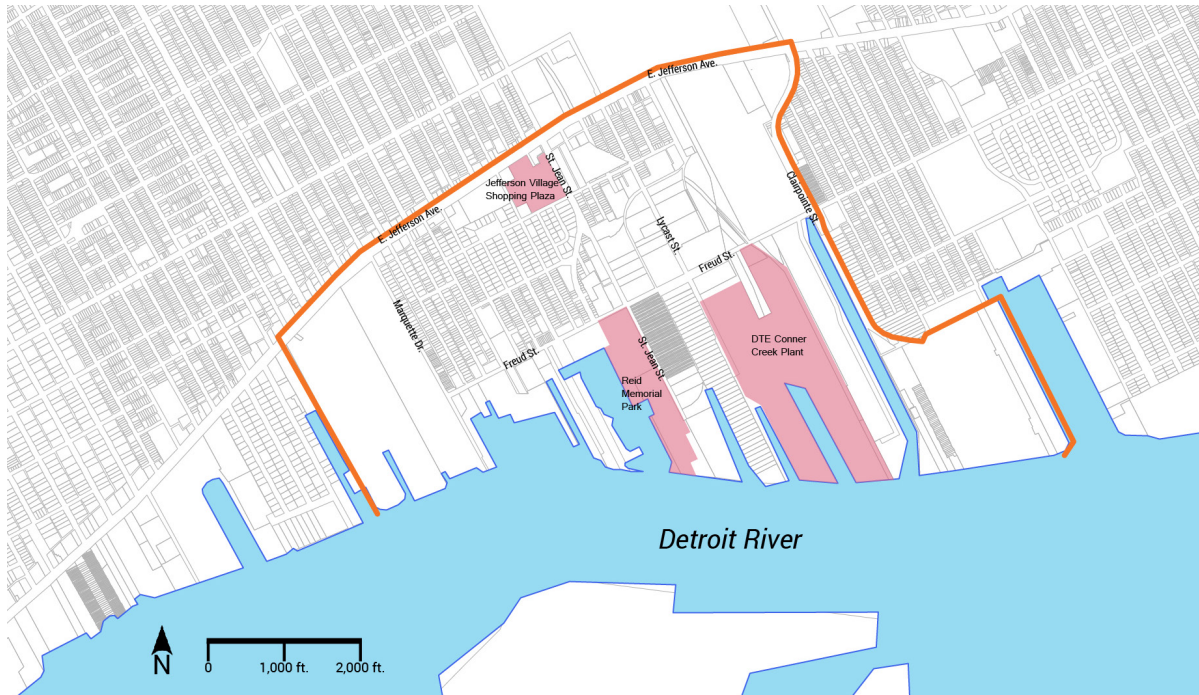 E. Jefferson Ave.
St. Jean St.
Jefferson Village
Shopping Plaza
Clairpointe St.
E. Jefferson Ave.
Lycast St.
Freud St.
Marquette Dr.
Freud St.
St. Jean St.
DTE Conner
Creek Plant
Reid
Memorial
Park
Detroit River
N
0
1,000 ft.
2,000 ft.